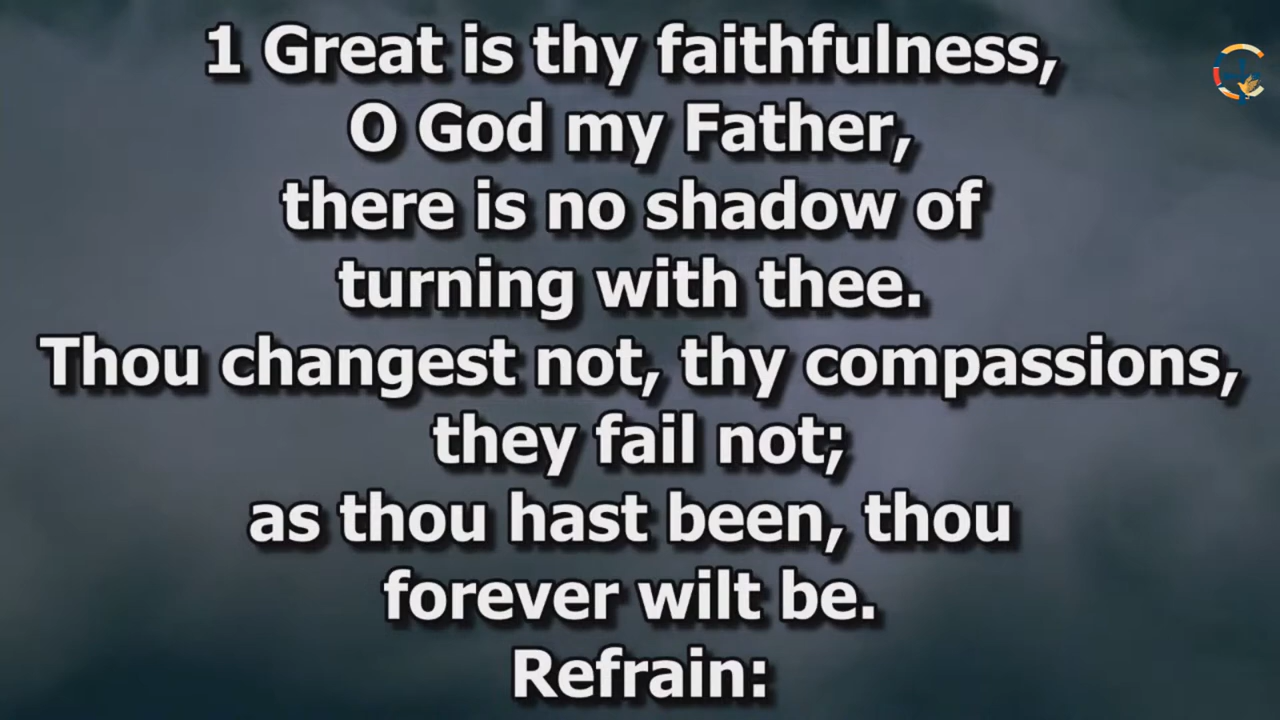 1 Great is thy faithfulness,
O God my Father,
there is no shadow of
turning with thee.
Thou changest not, thy compassions,
they fail not;
as thou hast been, thou
forever wilt be.
Refrain: